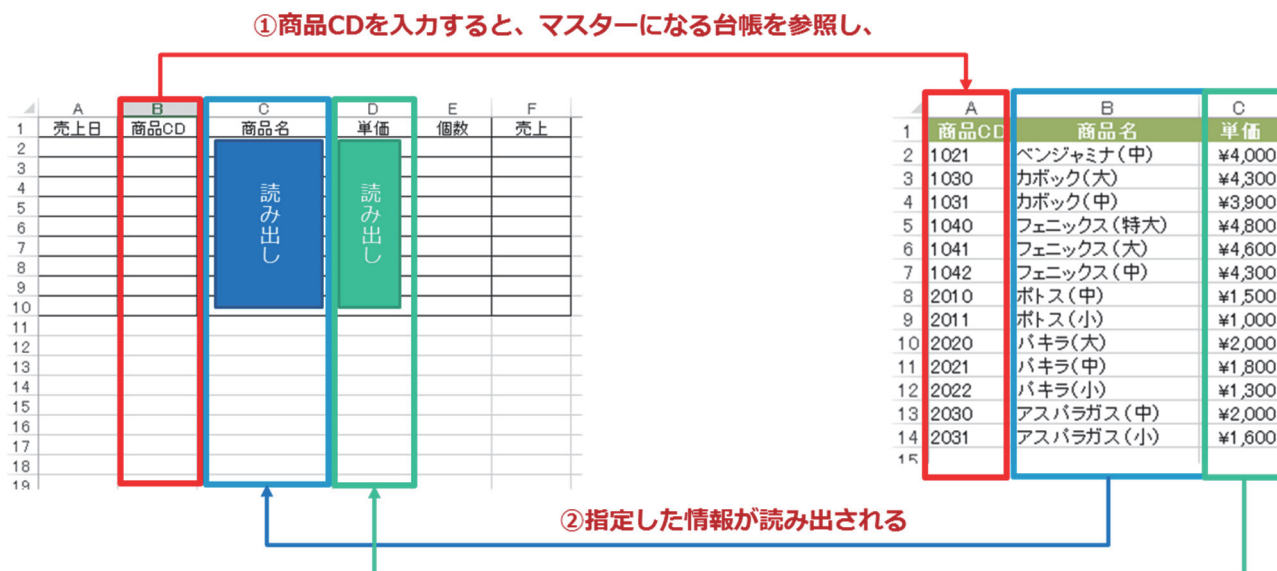 ①商品CDを入力すると、マスターになる台帳を参照し、
A B C D E F
1 売上日 商品CD 商品名 単価 個数 売上
2
3
4
5
6
7
8
9
10
11
12
13
14
15
16
17
18
19
読み出し
読み出し
A B C
1 商品CD 商品名 単価
2 1021 ベンジャミナ(中) ¥4,000
3 1030 カボック(大) ¥4,300
4 1031 カボック(中) ¥3,900
5 1040 フェニックス(特大) ¥4,800
6 1041 フェニックス(大) ¥4,600
7 1042 フェニックス(中) ¥4,300
8 2010 ポトス(中) ¥1,500
9 2011 ポトス(小) ¥1,000
10 2020 パキラ(大) ¥2,000
11 2021 パキラ(中) ¥1,800
12 2022 パキラ(小) ¥1,300
13 2030 アスパラガス(中) ¥2,000
14 2031 アスパラガス(小) ¥1,600
15
②指定した情報が読み出される